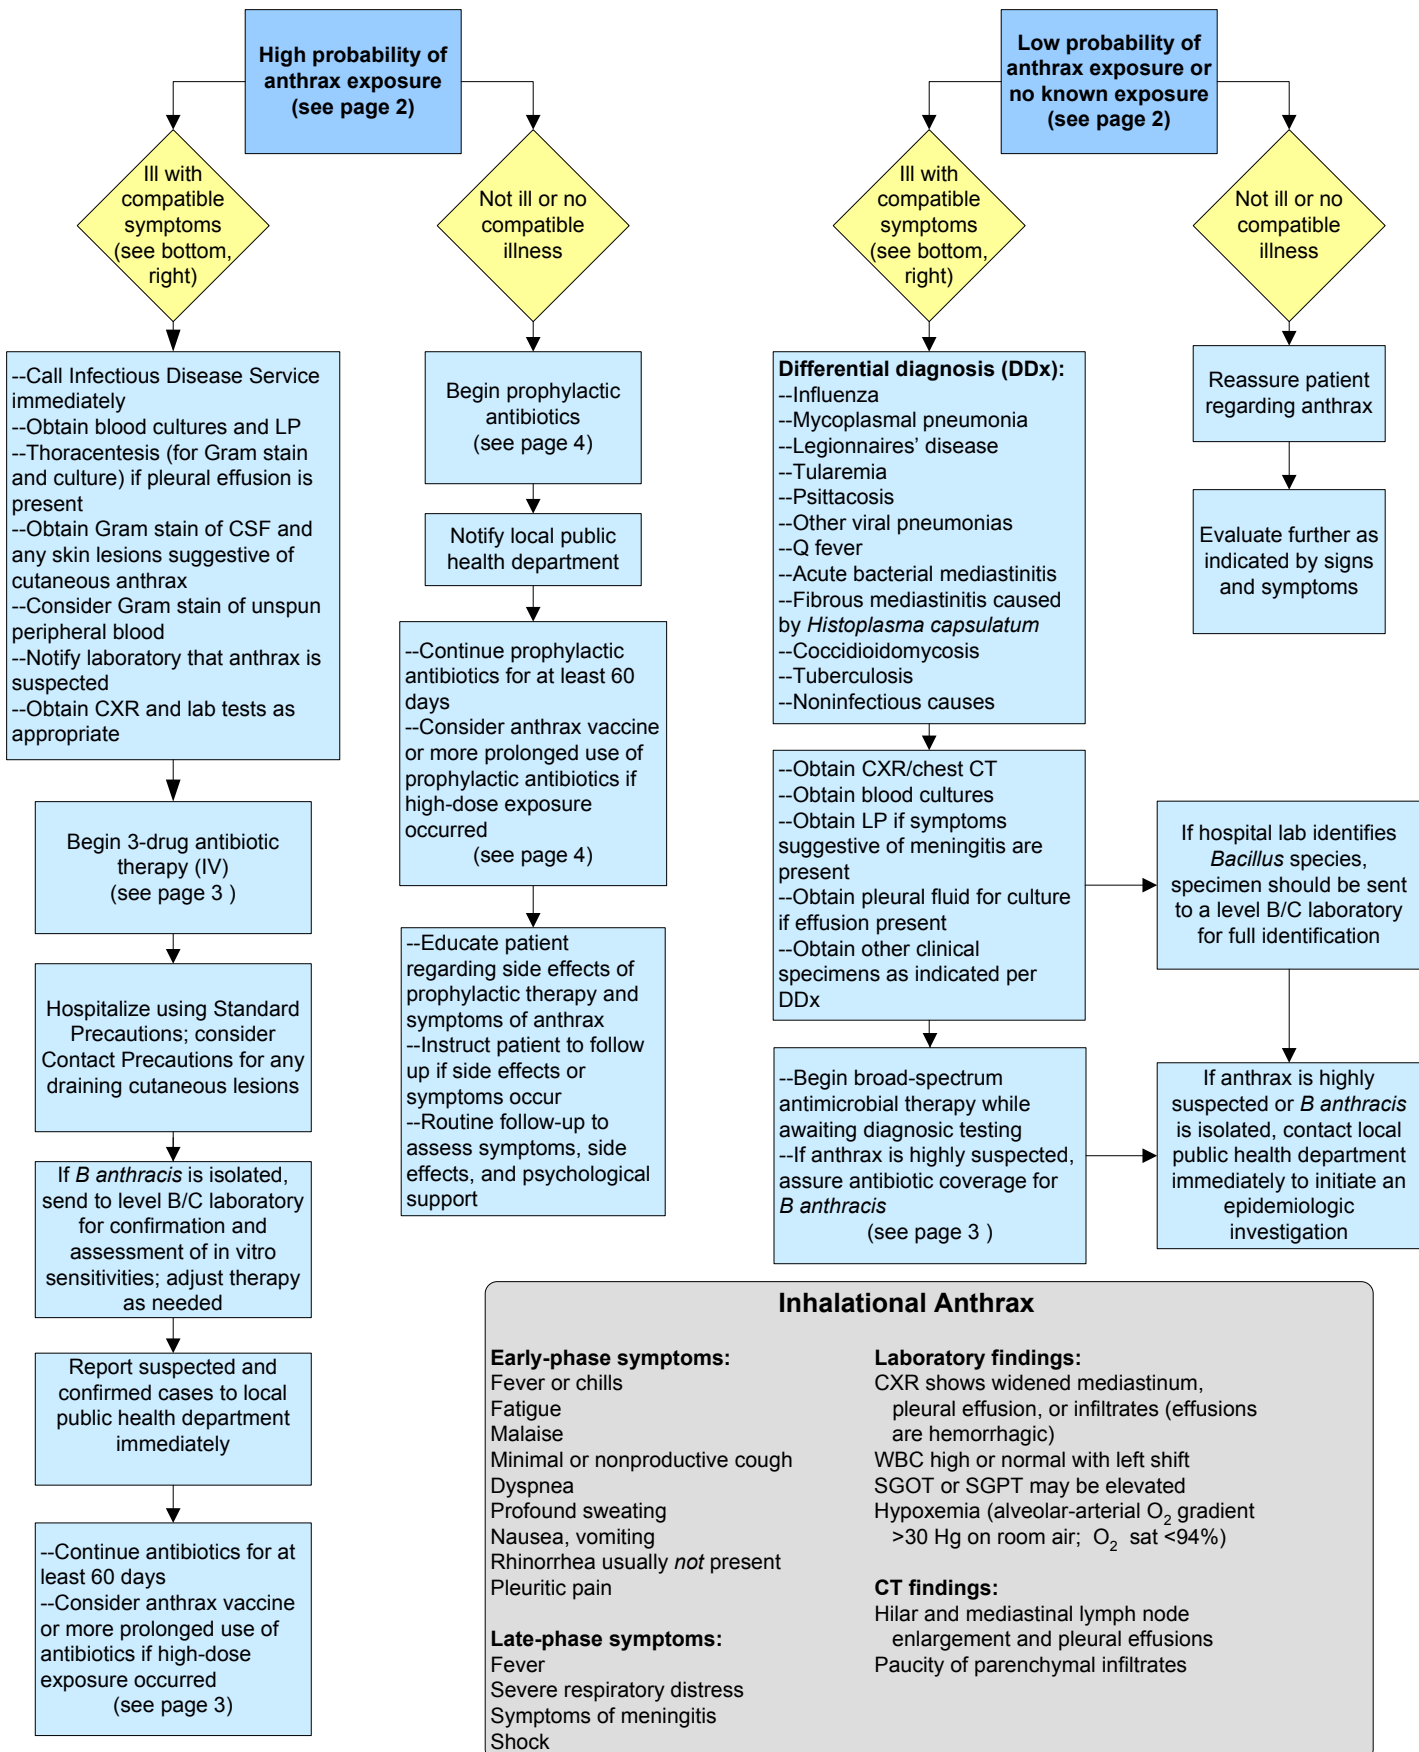 High probability of
anthrax exposure
(see page 2)
Ill with
compatible
symptoms
(see bottom,
right)
--Call Infectious Disease Service
immediately
--Obtain blood cultures and LP
--Thoracentesis (for Gram stain
and culture) if pleural effusion is
present
--Obtain Gram stain of CSF and
any skin lesions suggestive of
cutaneous anthrax
--Consider Gram stain of unspun
peripheral blood
--Notify laboratory that anthrax is
suspected
--Obtain CXR and lab tests as
appropriate
Begin 3-drug antibiotic
therapy (IV)
(see page 3 )
Hospitalize using Standard
Precautions; consider
Contact Precautions for any
draining cutaneous lesions
If B anthracis is isolated,
send to level B/C laboratory
for confirmation and
assessment of in vitro
sensitivities; adjust therapy
as needed
Report suspected and
confirmed cases to local
public health department
immediately
--Continue antibiotics for at
least 60 days
--Consider anthrax vaccine
or more prolonged use of
antibiotics if high-dose
exposure occurred
(see page 3)
Not ill or no
compatible
illness
Begin prophylactic
antibiotics
(see page 4)
Notify local public
health department
--Continue prophylactic
antibiotics for at least 60
days
--Consider anthrax vaccine
or more prolonged use of
prophylactic antibiotics if
high-dose exposure
occurred
(see page 4)
--Educate patient
regarding side effects of
prophylactic therapy and
symptoms of anthrax
--Instruct patient to follow
up if side effects or
symptoms occur
--Routine follow-up to
assess symptoms, side
effects, and psychological
support
Low probability of
anthrax exposure or
no known exposure
(see page 2)
Ill with
compatible
symptoms
(see bottom,
right)
Differential diagnosis (DDx):
--Influenza
--Mycoplasmal pneumonia
--Legionnaires’ disease
--Tularemia
--Psittacosis
--Other viral pneumonias
--Q fever
--Acute bacterial mediastinitis
--Fibrous mediastinitis caused
by Histoplasma capsulatum
--Coccidioidomycosis
--Tuberculosis
--Noninfectious causes
--Obtain CXR/chest CT
--Obtain blood cultures
--Obtain LP if symptoms
suggestive of meningitis are
present
--Obtain pleural fluid for culture
if effusion present
--Obtain other clinical
specimens as indicated per
DDx
--Begin broad-spectrum
antimicrobial therapy while
awaiting diagnostic testing
--If anthrax is highly suspected,
assure antibiotic coverage for
B anthracis
(see page 3 )
Not ill or no
compatible
illness
Reassure patient
regarding anthrax
Evaluate further as
indicated by signs
and symptoms
If hospital lab identifies
Bacillus species,
specimen should be sent
to a level B/C laboratory
for full identification
If anthrax is highly
suspected or B anthracis
is isolated, contact local
public health department
immediately to initiate an
epidemiologic
investigation
Inhalational Anthrax
Early-phase symptoms:
Fever or chills
Fatigue
Malaise
Minimal or nonproductive cough
Dyspnea
Profound sweating
Nausea, vomiting
Rhinorrhea usually not present
Pleuritic pain
Late-phase symptoms:
Fever
Severe respiratory distress
Symptoms of meningitis
Shock
Laboratory findings:
CXR shows widened mediastinum,
pleural effusion, or infiltrates (effusions
are hemorrhagic)
WBC high or normal with left shift
SGOT or SGPT may be elevated
Hypoxemia (alveolar-arterial O₂ gradient
>30 Hg on room air; O₂ sat <94%)
CT findings:
Hilar and mediastinal lymph node
enlargement and pleural effusions
Paucity of parenchymal infiltrates